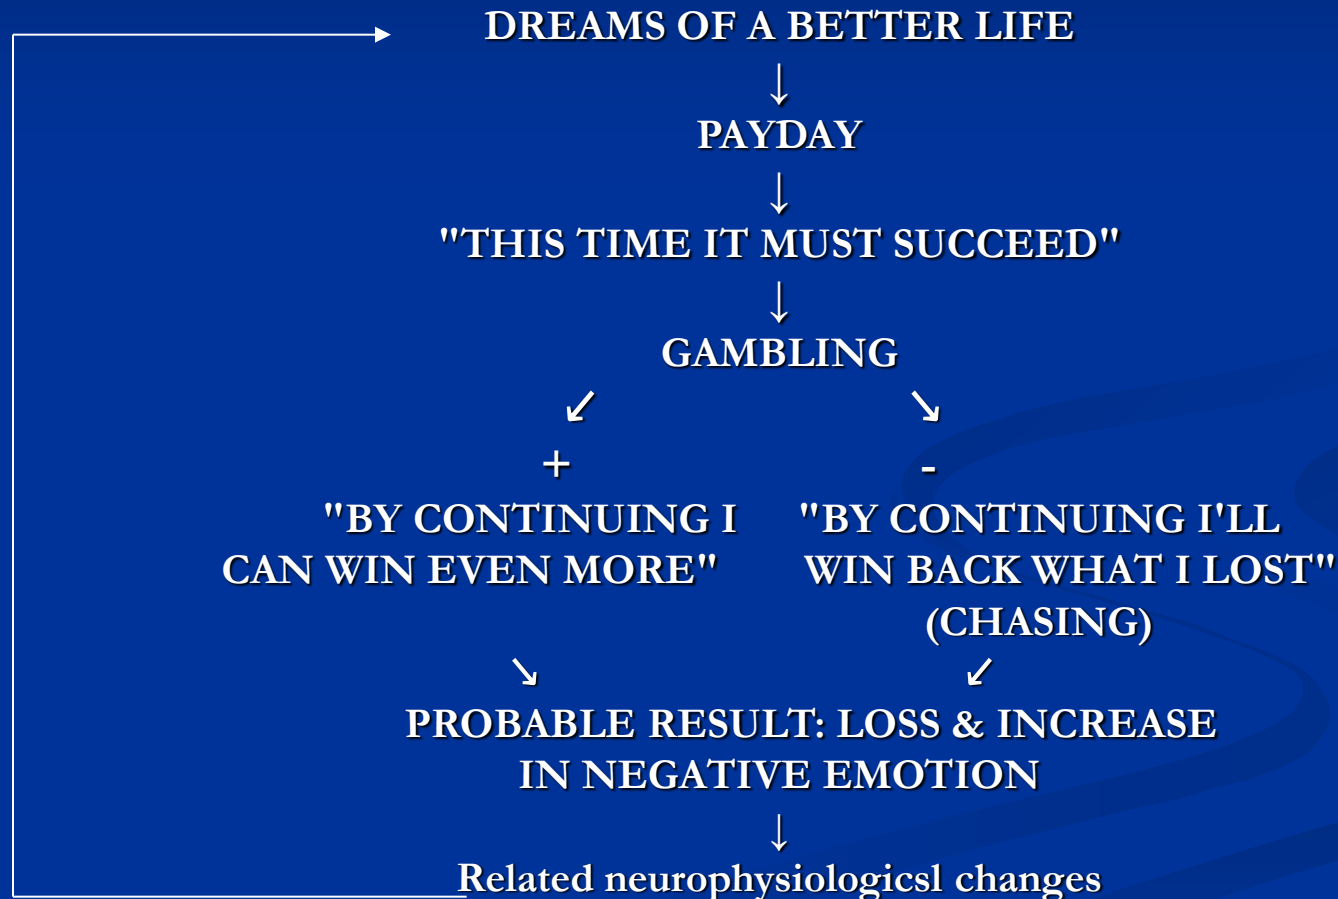 DREAMS OF A BETTER LIFE
↓
PAYDAY
↓
"THIS TIME IT MUST SUCCEED"
↓
GAMBLING
↙ ↘
+ -
"BY CONTINUING I "BY CONTINUING I'LL
CAN WIN EVEN MORE" WIN BACK WHAT I LOST"
(CHASING)
↘ ↙
PROBABLE RESULT: LOSS & INCREASE
IN NEGATIVE EMOTION
↓
Related neurophysiologicsl changes